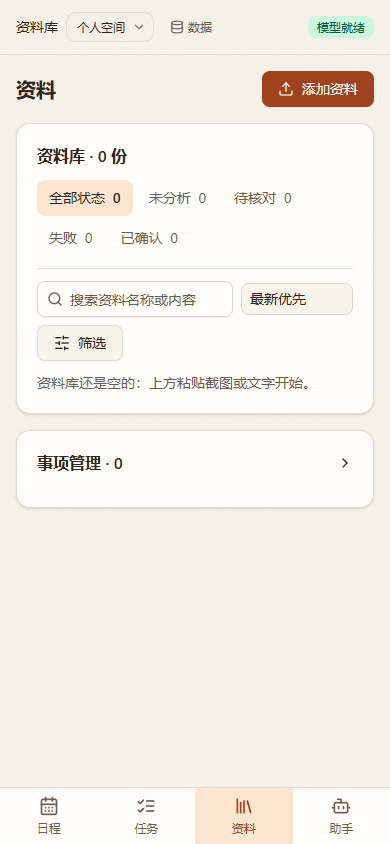 资料库 个人空间 数据 模型就绪
资料 添加资料
资料库 · 0 份
全部状态 0 未分析 0 待核对 0
失败 0 已确认 0
搜索资料名称或内容 最新优先
筛选
资料库还是空的：上方粘贴截图或文字开始。
事项管理 · 0
日程 任务 资料 助手